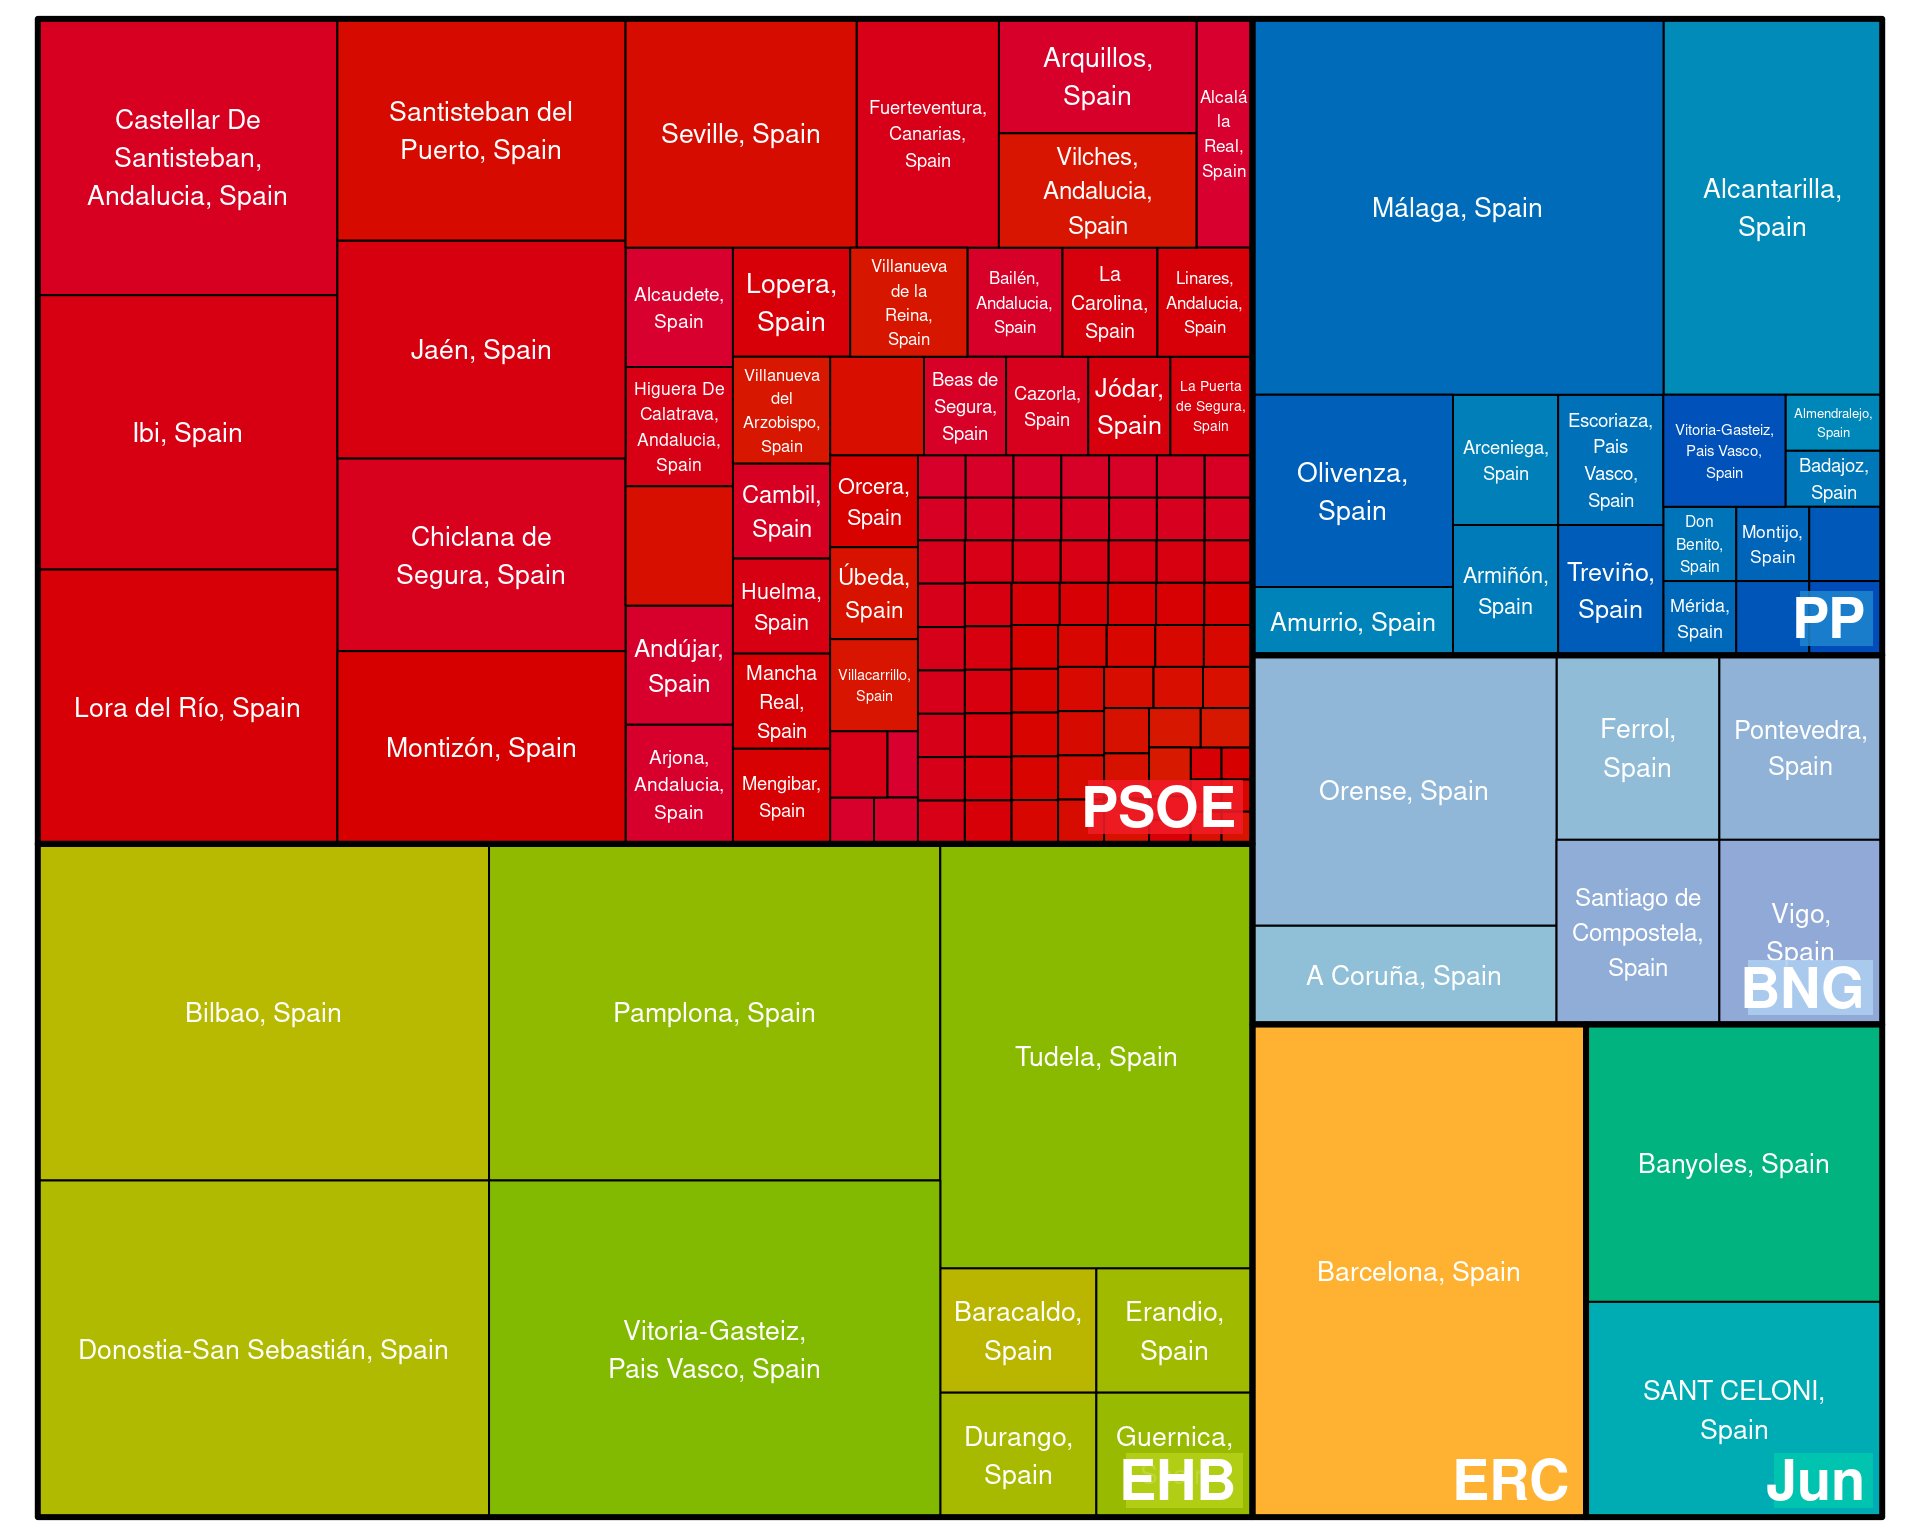 Castellar De
Santisteban,
Andalucia, Spain
Ibi, Spain
Lora del Río, Spain
Santisteban del
Puerto, Spain
Jaén, Spain
Chiclana de
Segura, Spain
Montizón, Spain
Seville, Spain
Fuerteventura,
Canarias,
Spain
Arquillos,
Spain
Vilches,
Andalucia,
Spain
Alcalá
la
Real,
Spain
Alcaudete,
Spain
Higuera De
Calatrava,
Andalucia,
Spain
Andújar,
Spain
Arjona,
Andalucia,
Spain
Lopera,
Spain
Villanueva
de la
Reina,
Spain
Bailén,
Andalucia,
Spain
La
Carolina,
Spain
Linares,
Andalucia,
Spain
Villanueva
del
Arzobispo,
Spain
Cambil,
Spain
Huelma,
Spain
Mancha
Real,
Spain
Mengibar,
Spain
Beas de
Segura,
Spain
Cazorla,
Spain
Jódar,
Spain
La Puerta
de Segura,
Spain
Orcera,
Spain
Úbeda,
Spain
Villacarrillo,
Spain
PSOE
Málaga, Spain
Alcantarilla,
Spain
Olivenza,
Spain
Amurrio, Spain
Arceniega,
Spain
Escoriaza,
Pais
Vasco,
Spain
Armiñón,
Spain
Treviño,
Spain
Vitoria-Gasteiz,
Pais Vasco,
Spain
Almendralejo,
Spain
Badajoz,
Spain
Don
Benito,
Spain
Montijo,
Spain
Mérida,
Spain
PP
Orense, Spain
A Coruña, Spain
Ferrol,
Spain
Pontevedra,
Spain
Santiago de
Compostela,
Spain
Vigo,
Spain
BNG
Bilbao, Spain
Donostia-San Sebastián, Spain
Pamplona, Spain
Vitoria-Gasteiz,
Pais Vasco, Spain
Tudela, Spain
Baracaldo,
Spain
Erandio,
Spain
Durango,
Spain
Guernica,
EHB
Barcelona, Spain
ERC
Banyoles, Spain
SANT CELONI,
Spain
Jun